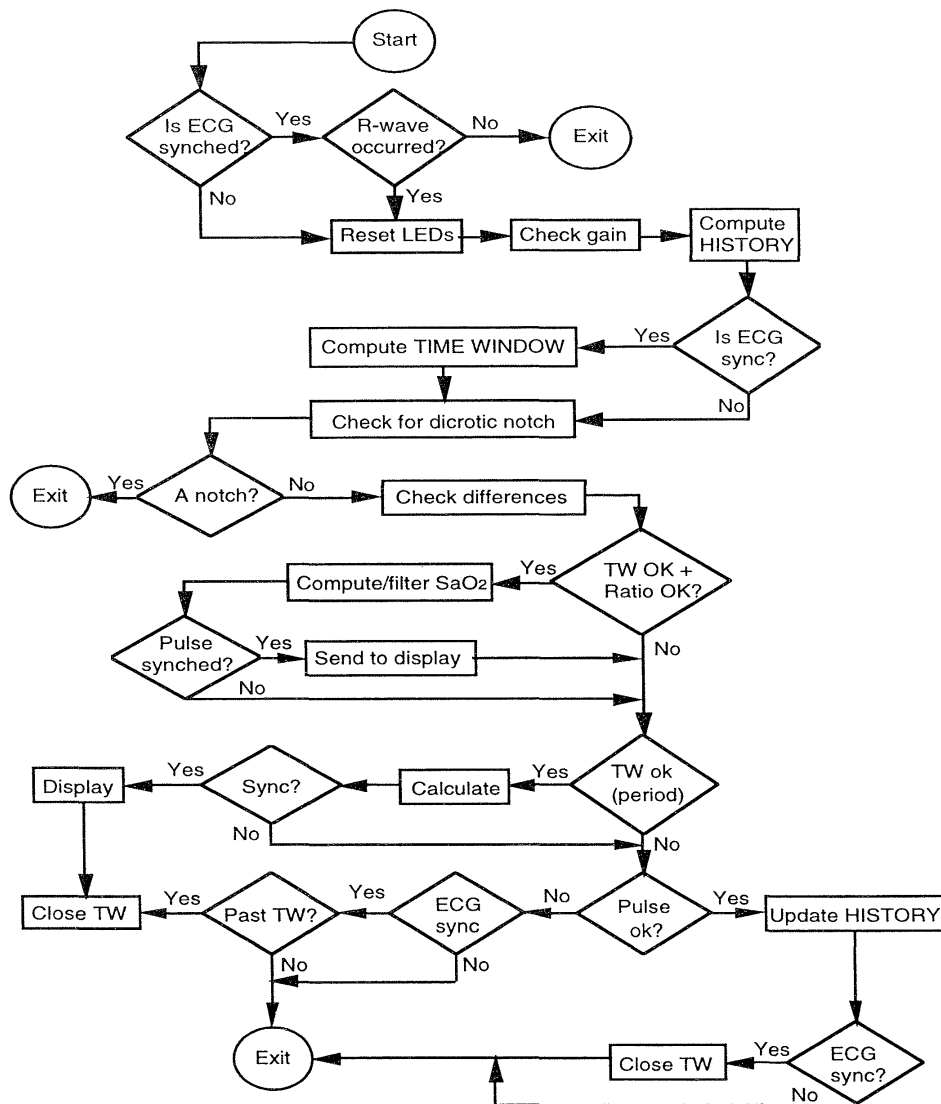 Start
Is ECG
synched?
Yes
R-wave
occurred?
No
Exit
No
Yes
Reset LEDs
Check gain
Compute
HISTORY
Compute TIME WINDOW
Yes
Is ECG
sync?
No
Check for dicrotic notch
Exit
Yes
A notch?
No
Check differences
Compute/filter SaO2
Yes
TW OK +
Ratio OK?
Pulse
synched?
Yes
Send to display
No
No
Display
Yes
Sync?
Calculate
Yes
TW ok
(period)
No
No
Close TW
Yes
Past TW?
Yes
ECG
sync
No
Pulse
ok?
Yes
Update HISTORY
No
No
Exit
Close TW
Yes
ECG
sync?
No